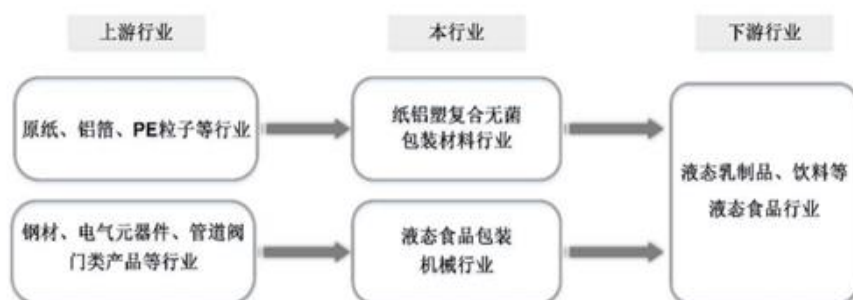 上游行业
本行业
下游行业
原纸、铝箔、PE粒子等行业
纸铝塑复合无菌
包装材料行业
钢材、电气元器件、管道阀
门类产品等行业
液态食品包装
机械行业
液态乳制品、饮料等
液态食品行业